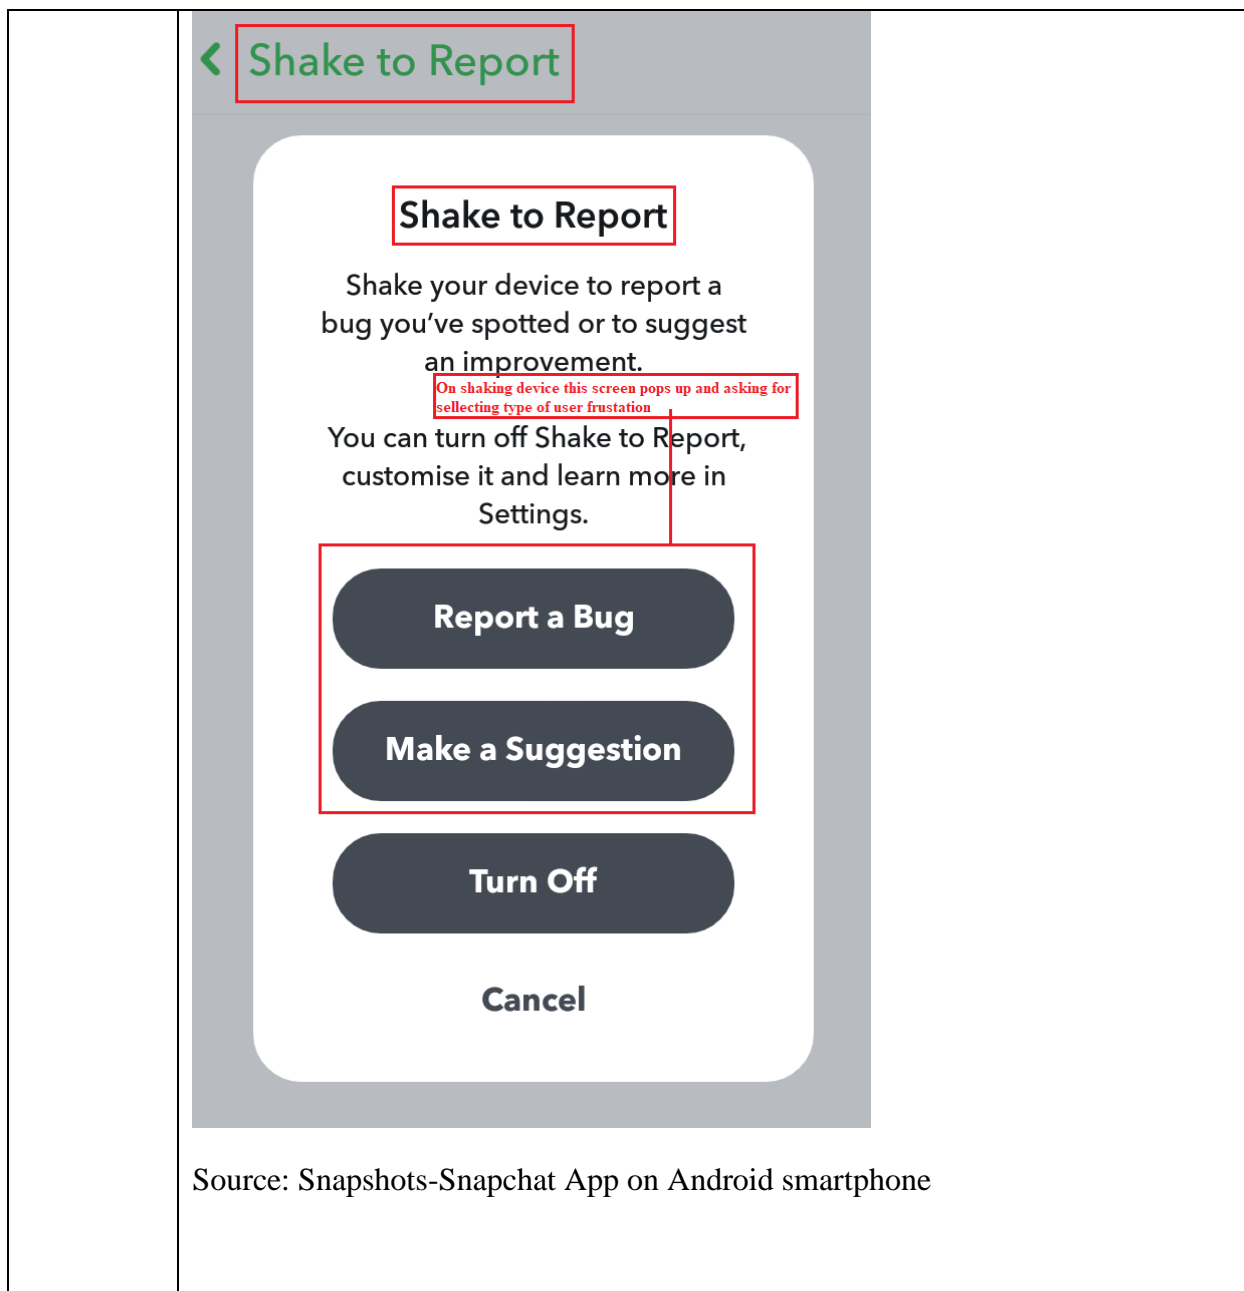 Shake to Report
Shake to Report
Shake your device to report a
bug you’ve spotted or to suggest
an improvement.
On shaking device this screen pops up and asking for
sellecting type of user frustation
You can turn off Shake to Report,
customise it and learn more in
Settings.
Report a Bug
Make a Suggestion
Turn Off
Cancel
Source: Snapshots-Snapchat App on Android smartphone